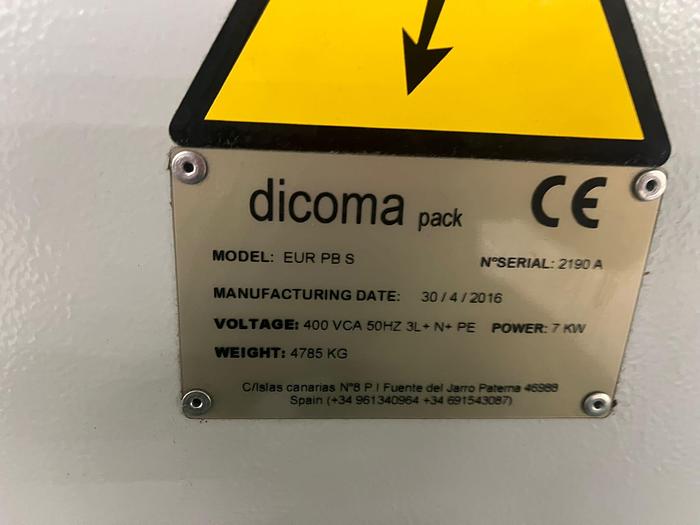 dicoma pack CE
MODEL: EUR PB S NºSERIAL: 2190 A
MANUFACTURING DATE: 30 / 4 / 2016
VOLTAGE: 400 VCA 50HZ 3L+ N+ PE POWER: 7 KW
WEIGHT: 4785 KG
C/Islas canarias Nº8 P I Fuente del Jarro Paterna 46988
Spain (+34 961340964 +34 691543087)